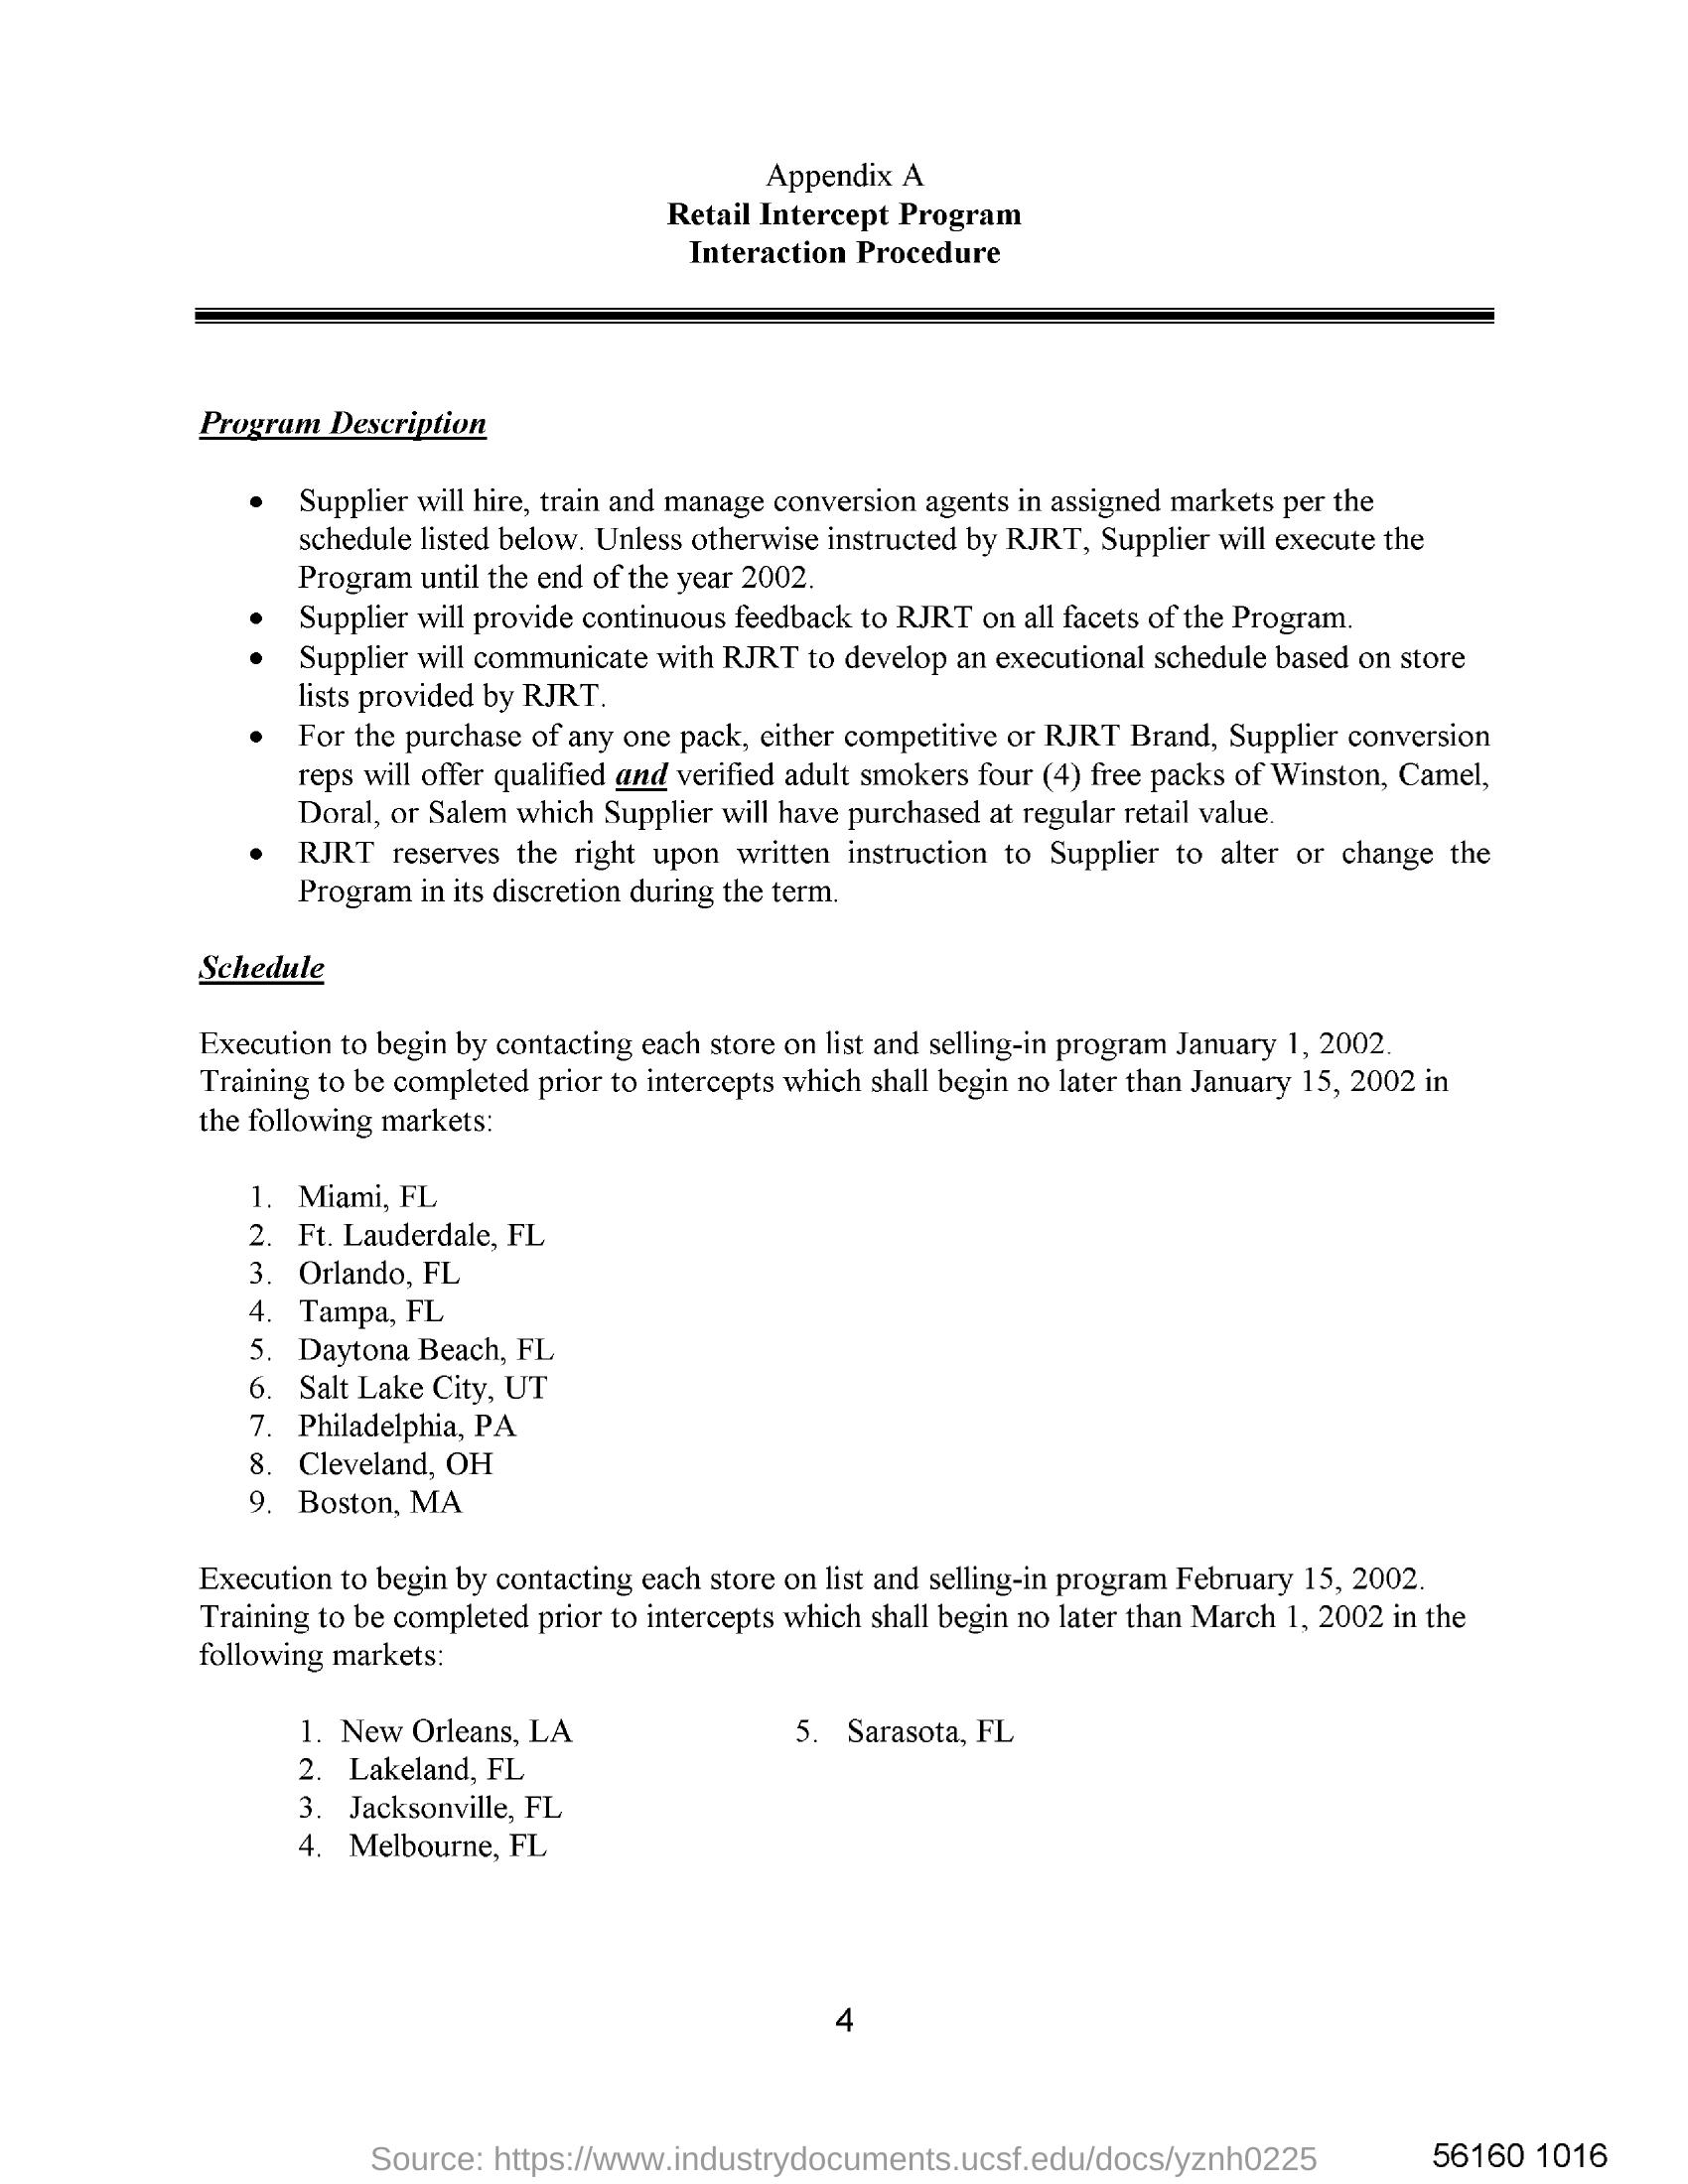 Appendix A
Retail Intercept Program
Interaction Procedure
Program Description
• Supplier will hire, train and manage conversion agents in assigned markets per the
schedule listed below. Unless otherwise instructed by RJRT, Supplier will execute the
Program until the end of the year 2002.
• Supplier will provide continuous feedback to RJRT on all facets of the Program.
• Supplier will communicate with RJRT to develop an executional schedule based on store
lists provided by RJRT.
• For the purchase of any one pack, either competitive or RJRT Brand, Supplier conversion
reps will offer qualified and verified adult smokers four (4) free packs of Winston, Camel,
Doral, or Salem which Supplier will have purchased at regular retail value.
• RJRT reserves the right upon written instruction to Supplier to alter or change the
Program in its discretion during the term.
Schedule
Execution to begin by contacting each store on list and selling-in program January 1, 2002.
Training to be completed prior to intercepts which shall begin no later than January 15, 2002 in
the following markets:
1. Miami, FL
2. Ft. Lauderdale, FL
3. Orlando, FL
4. Tampa, FL
5. Daytona Beach, FL
6. Salt Lake City, UT
7. Philadelphia, PA
8. Cleveland, OH
9. Boston, MA
Execution to begin by contacting each store on list and selling-in program February 15, 2002.
Training to be completed prior to intercepts which shall begin no later than March 1, 2002 in the
following markets:
1. New Orleans, LA
2. Lakeland, FL
3. Jacksonville, FL
4. Melbourne, FL
5. Sarasota, FL
4
Source: https://www.industrydocuments.ucsf.edu/docs/yznh0225
56160 1016